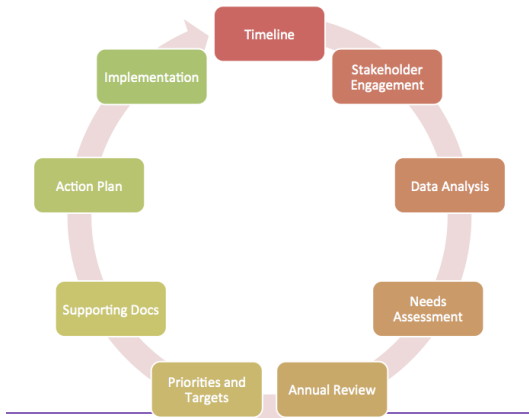 Timeline
Stakeholder
Engagement
Data Analysis
Needs
Assessment
Annual Review
Priorities and
Targets
Supporting Docs
Action Plan
Implementation